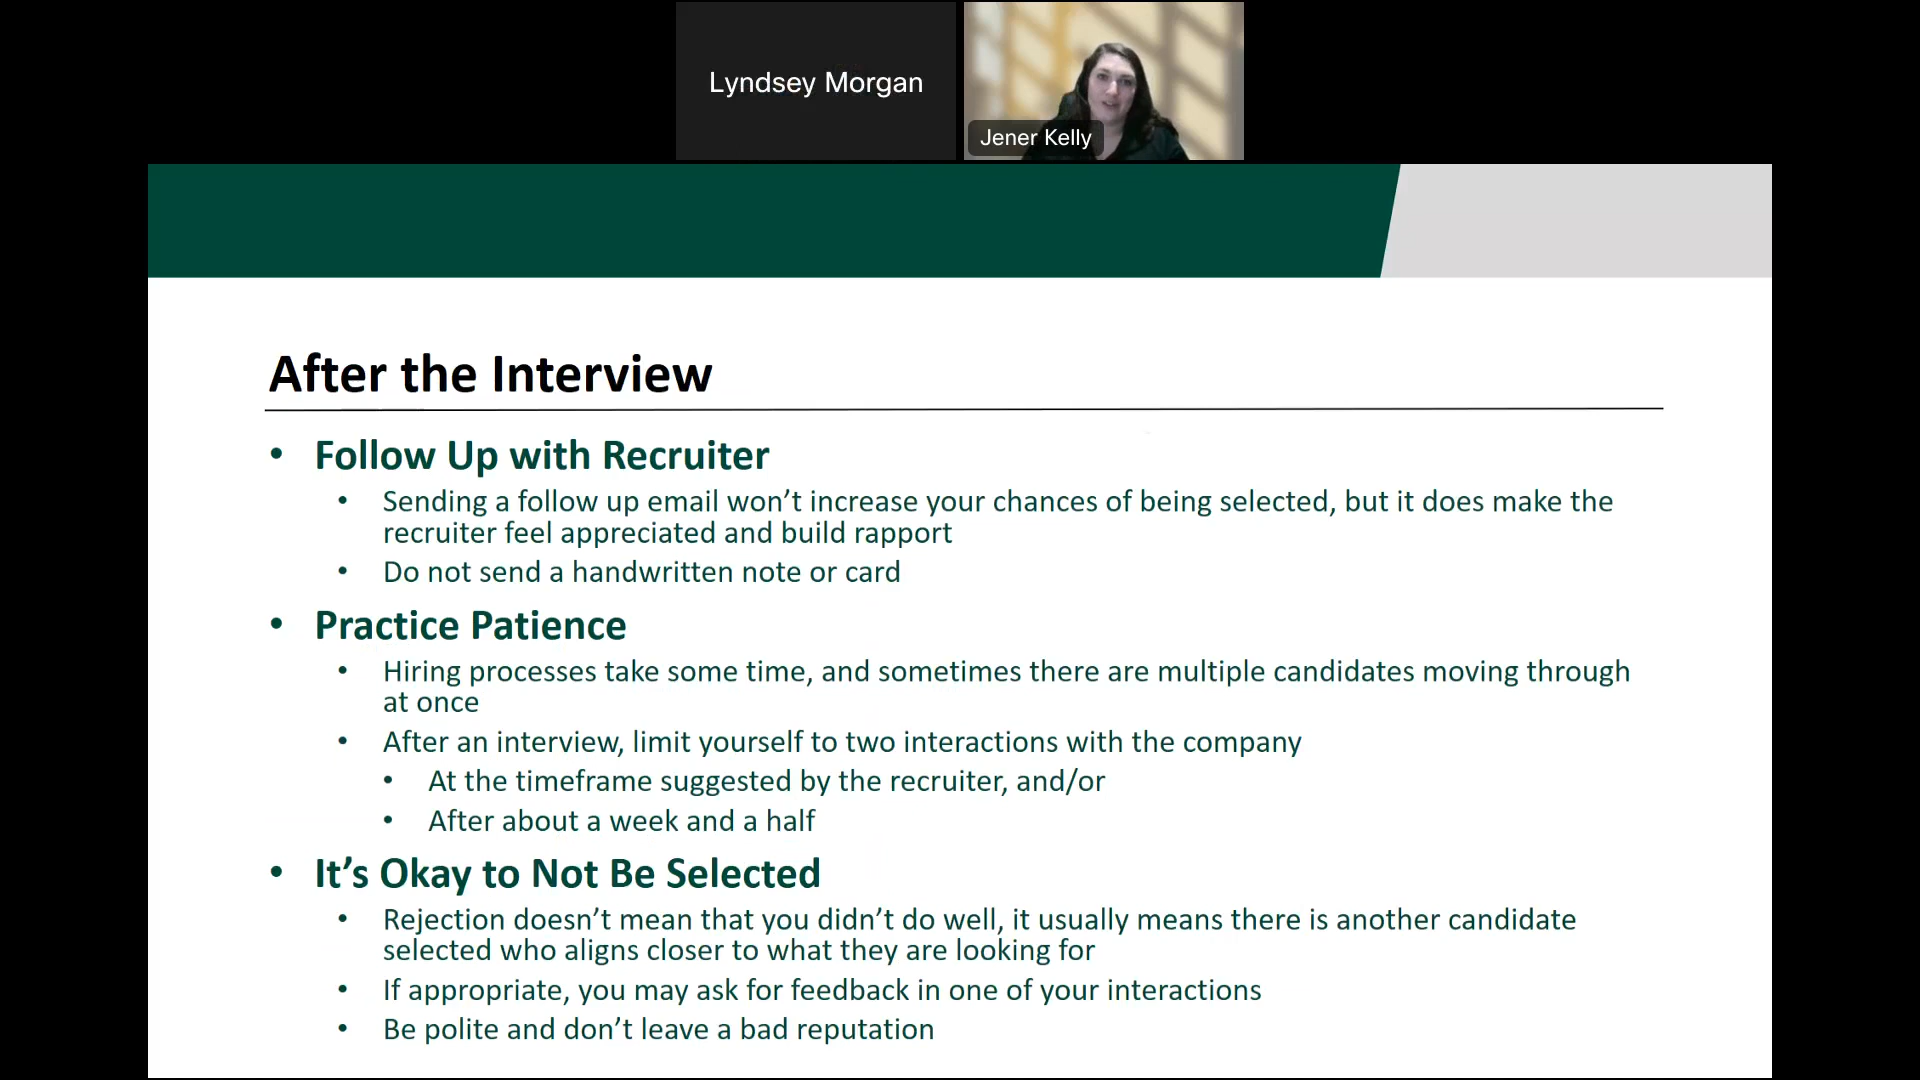 Lyndsey Morgan
Jener Kelly
After the Interview
• Follow Up with Recruiter
• Sending a follow up email won’t increase your chances of being selected, but it does make the
recruiter feel appreciated and build rapport
• Do not send a handwritten note or card
• Practice Patience
• Hiring processes take some time, and sometimes there are multiple candidates moving through
at once
• After an interview, limit yourself to two interactions with the company
• At the timeframe suggested by the recruiter, and/or
• After about a week and a half
• It’s Okay to Not Be Selected
• Rejection doesn’t mean that you didn’t do well, it usually means there is another candidate
selected who aligns closer to what they are looking for
• If appropriate, you may ask for feedback in one of your interactions
• Be polite and don’t leave a bad reputation